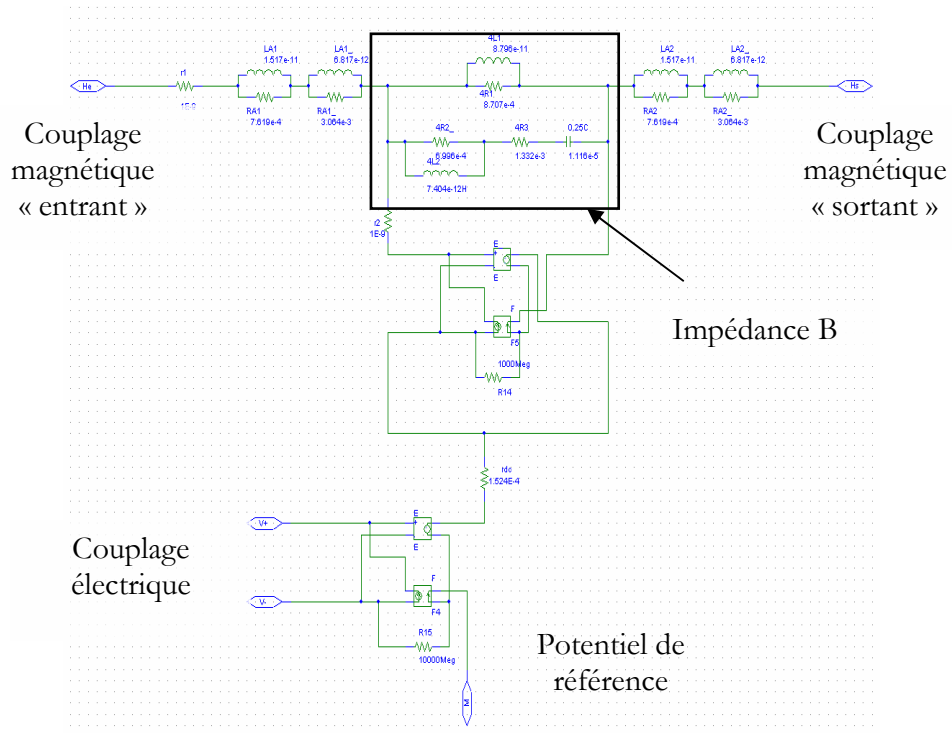 LA1
1.517e-11
LA1_
6.817e-12
4L1
8.796e-11
LA2
1.517e-11
LA2_
6.817e-12
He
r1
1E-9
RA1
7.619e-4
RA1_
3.064e-3
4R1
8.707e-4
RA2
7.619e-4
RA2_
3.064e-3
Hs
Couplage
magnétique
« entrant »
4R2_
6.996e-4
4R3
1.332e-3
0.25C
1.116e-5
4L2
7.404e-12H
Couplage
magnétique
« sortant »
r2
1E-9
E
E
F
F5
Impédance B
1000Meg
R14
rdc
1.524E-4
V+
E
E
Couplage
électrique
V-
F
F4
R15
10000Meg
Potentiel de
référence
M